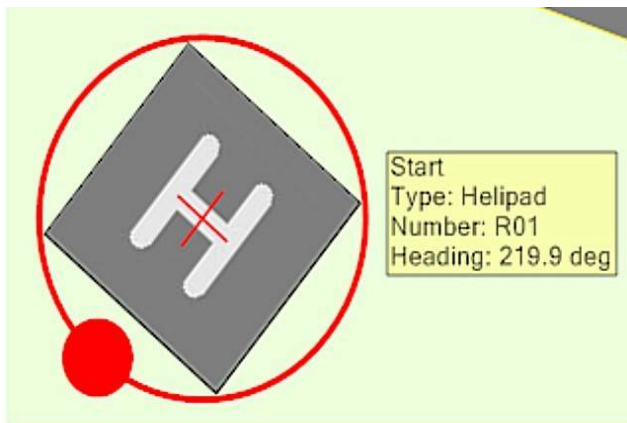 H
Start
Type: Helipad
Number: R01
Heading: 219.9 deg